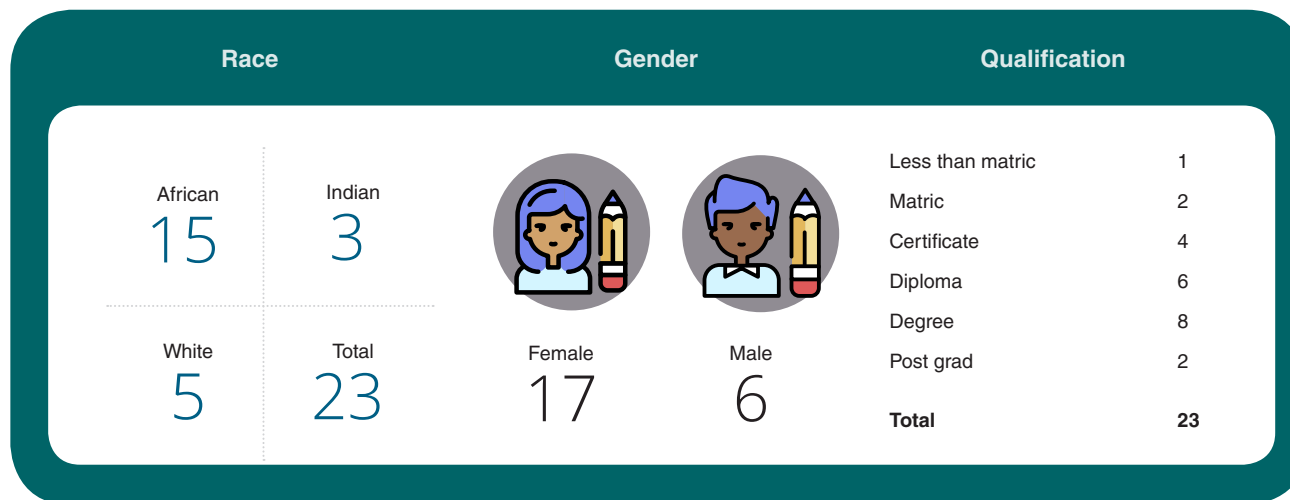 Race
Gender
Qualification
African
15
Indian
3
White
5
Total
23
Female
17
Male
6
Less than matric 1
Matric 2
Certificate 4
Diploma 6
Degree 8
Post grad 2
Total 23